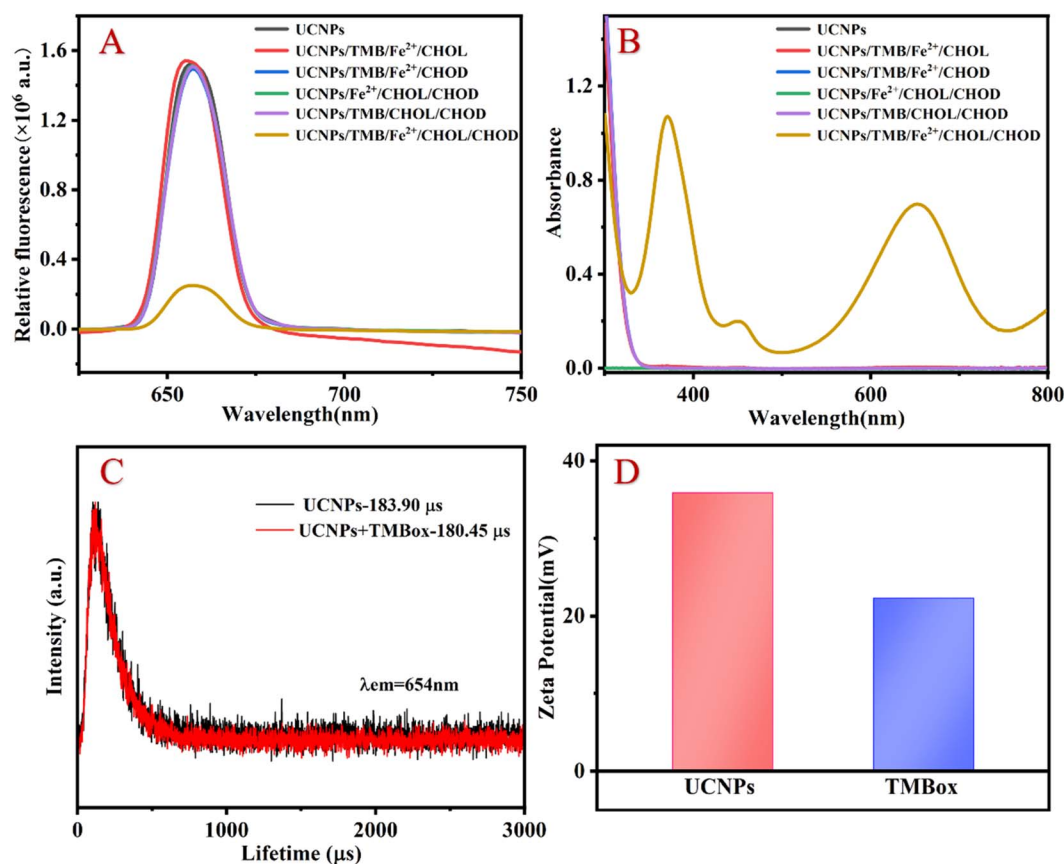 A
UCNPs
UCNPs/TMB/Fe²⁺/CHOL
UCNPs/TMB/Fe²⁺/CHOD
UCNPs/Fe²⁺/CHOL/CHOD
UCNPs/TMB/CHOL/CHOD
UCNPs/TMB/Fe²⁺/CHOL/CHOD
Relative fluorescence (×10⁶ a.u.)
1.6
1.2
0.8
0.4
0.0
650
700
750
Wavelength(nm)
B
UCNPs
UCNPs/TMB/Fe²⁺/CHOL
UCNPs/TMB/Fe²⁺/CHOD
UCNPs/Fe²⁺/CHOL/CHOD
UCNPs/TMB/CHOL/CHOD
UCNPs/TMB/Fe²⁺/CHOL/CHOD
Absorbance
1.2
0.8
0.4
0.0
400
600
800
Wavelength(nm)
C
UCNPs-183.90 μs
UCNPs+TMBox-180.45 μs
λem=654nm
Intensity (a.u.)
0
1000
2000
3000
Lifetime (μs)
D
Zeta Potential(mV)
40
20
0
UCNPs
TMBox